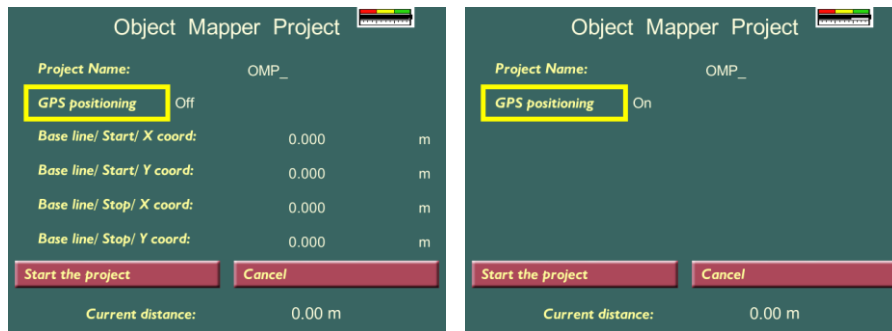 Object Mapper Project
Project Name: OMP_
GPS positioning Off
Base line/ Start/ X coord: 0.000 m
Base line/ Start/ Y coord: 0.000 m
Base line/ Stop/ X coord: 0.000 m
Base line/ Stop/ Y coord: 0.000 m
Start the project Cancel
Current distance: 0.00 m
Object Mapper Project
Project Name: OMP_
GPS positioning On
Start the project Cancel
Current distance: 0.00 m